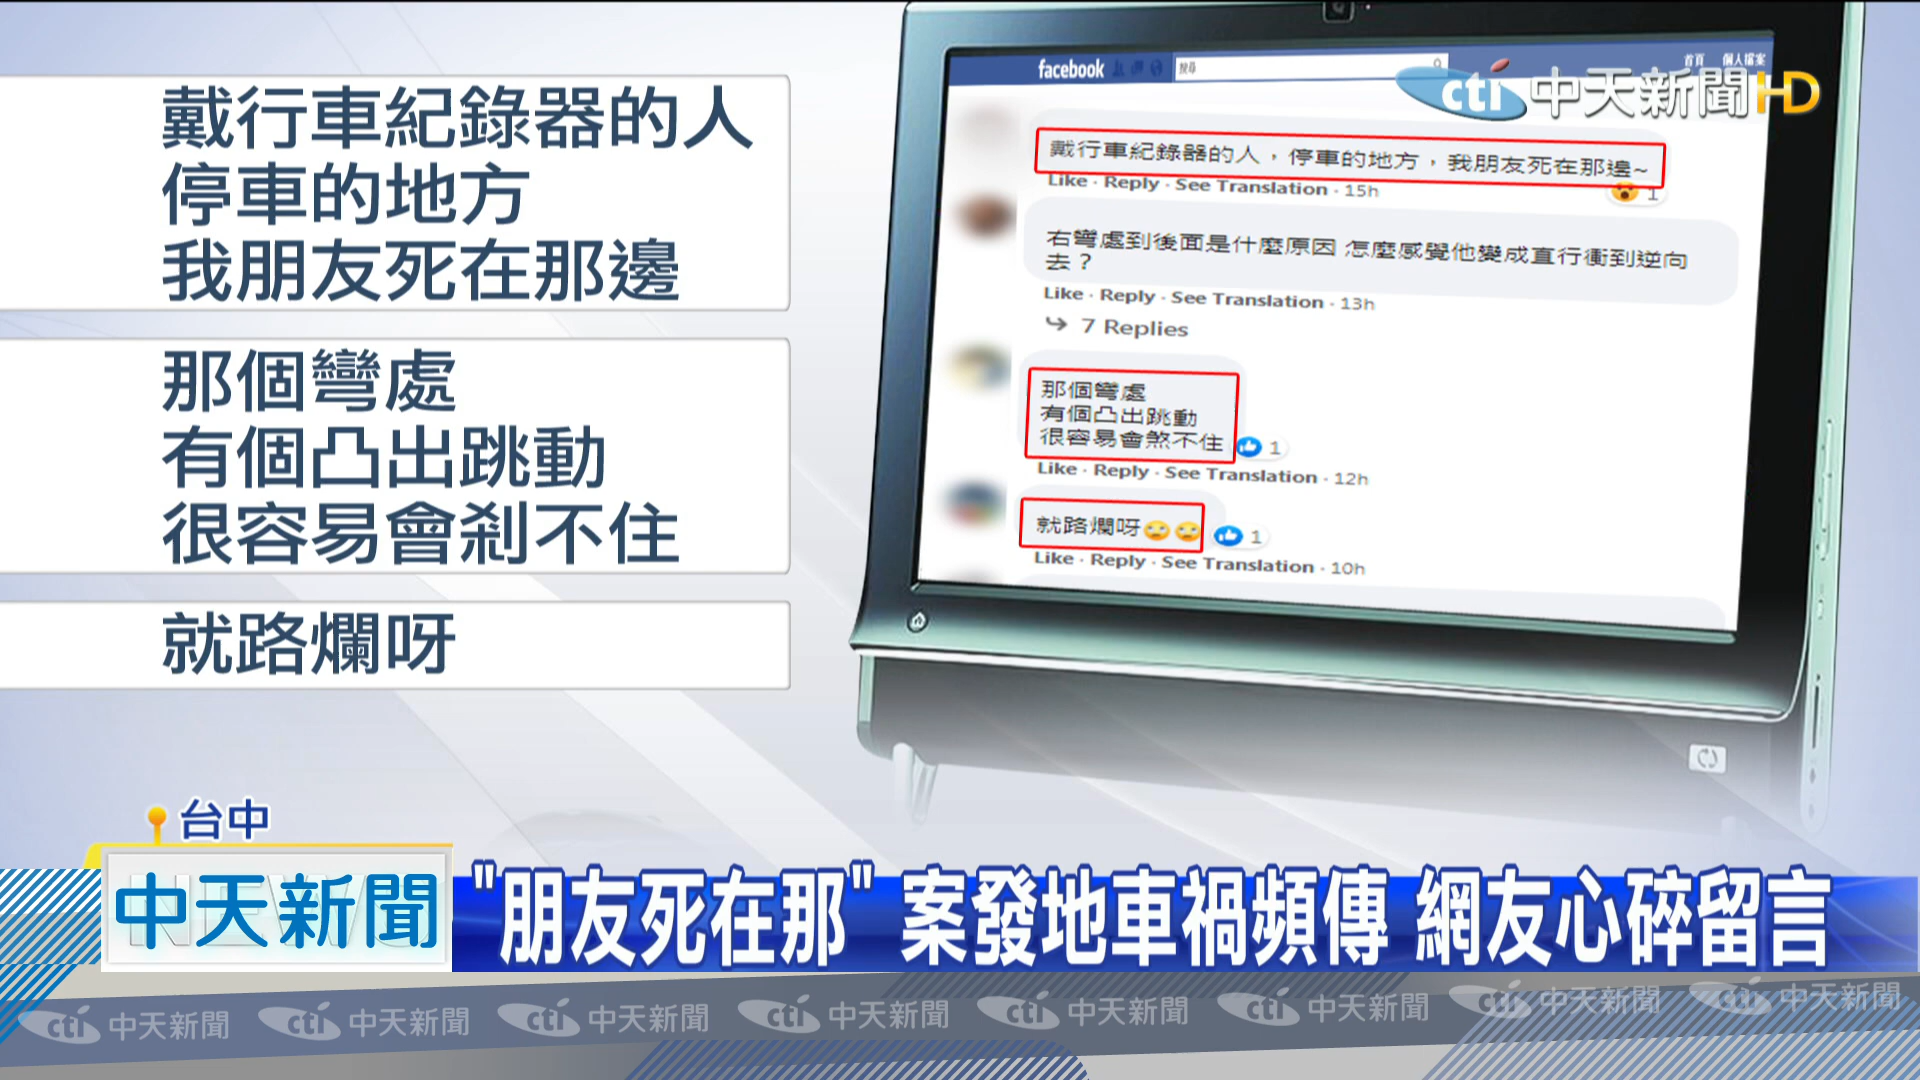 戴行車紀錄器的人
停車的地方
我朋友死在那邊
那個彎處
有個凸出跳動
很容易會剎不住
就路爛呀
facebook
搜尋
首頁 個人檔案
cti 中天新聞HD
戴行車紀錄器的人，停車的地方，我朋友死在那邊~
Like · Reply · See Translation · 15h
1
右彎處到後面是什麼原因 怎麼感覺他變成直行衝到逆向
去？
Like · Reply · See Translation · 13h
7 Replies
那個彎處
有個凸出跳動
很容易會煞不住
1
Like · Reply · See Translation · 12h
就路爛呀
1
Like · Reply · See Translation · 10h
台中
中天新聞
NEWS
"朋友死在那" 案發地車禍頻傳 網友心碎留言
cti 中天新聞 cti 中天新聞 cti 中天新聞 cti 中天新聞 cti 中天新聞 cti 中天新聞 cti 中天新聞 cti 中天新聞